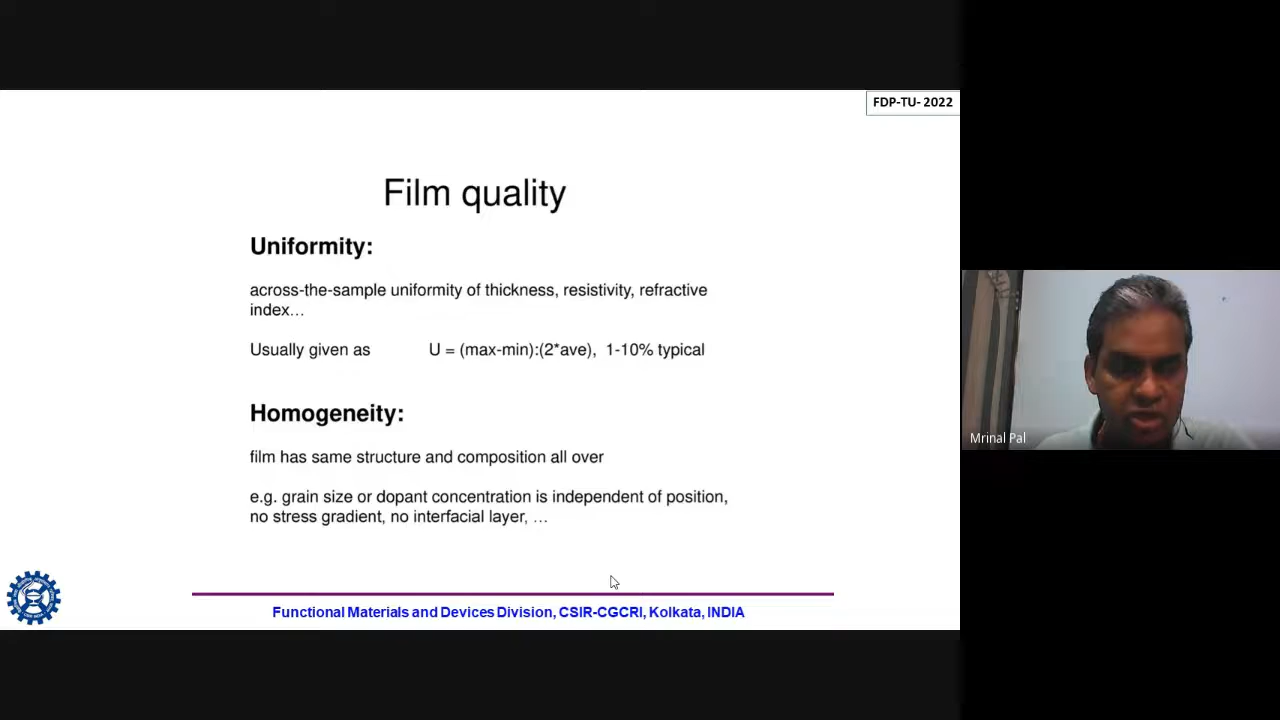 FDP-TU- 2022
Film quality
Uniformity:
across-the-sample uniformity of thickness, resistivity, refractive
index…
Usually given as U = (max-min):(2*ave), 1-10% typical
Homogeneity:
film has same structure and composition all over
e.g. grain size or dopant concentration is independent of position,
no stress gradient, no interfacial layer, …
Functional Materials and Devices Division, CSIR-CGCRI, Kolkata, INDIA
Mrinal Pal